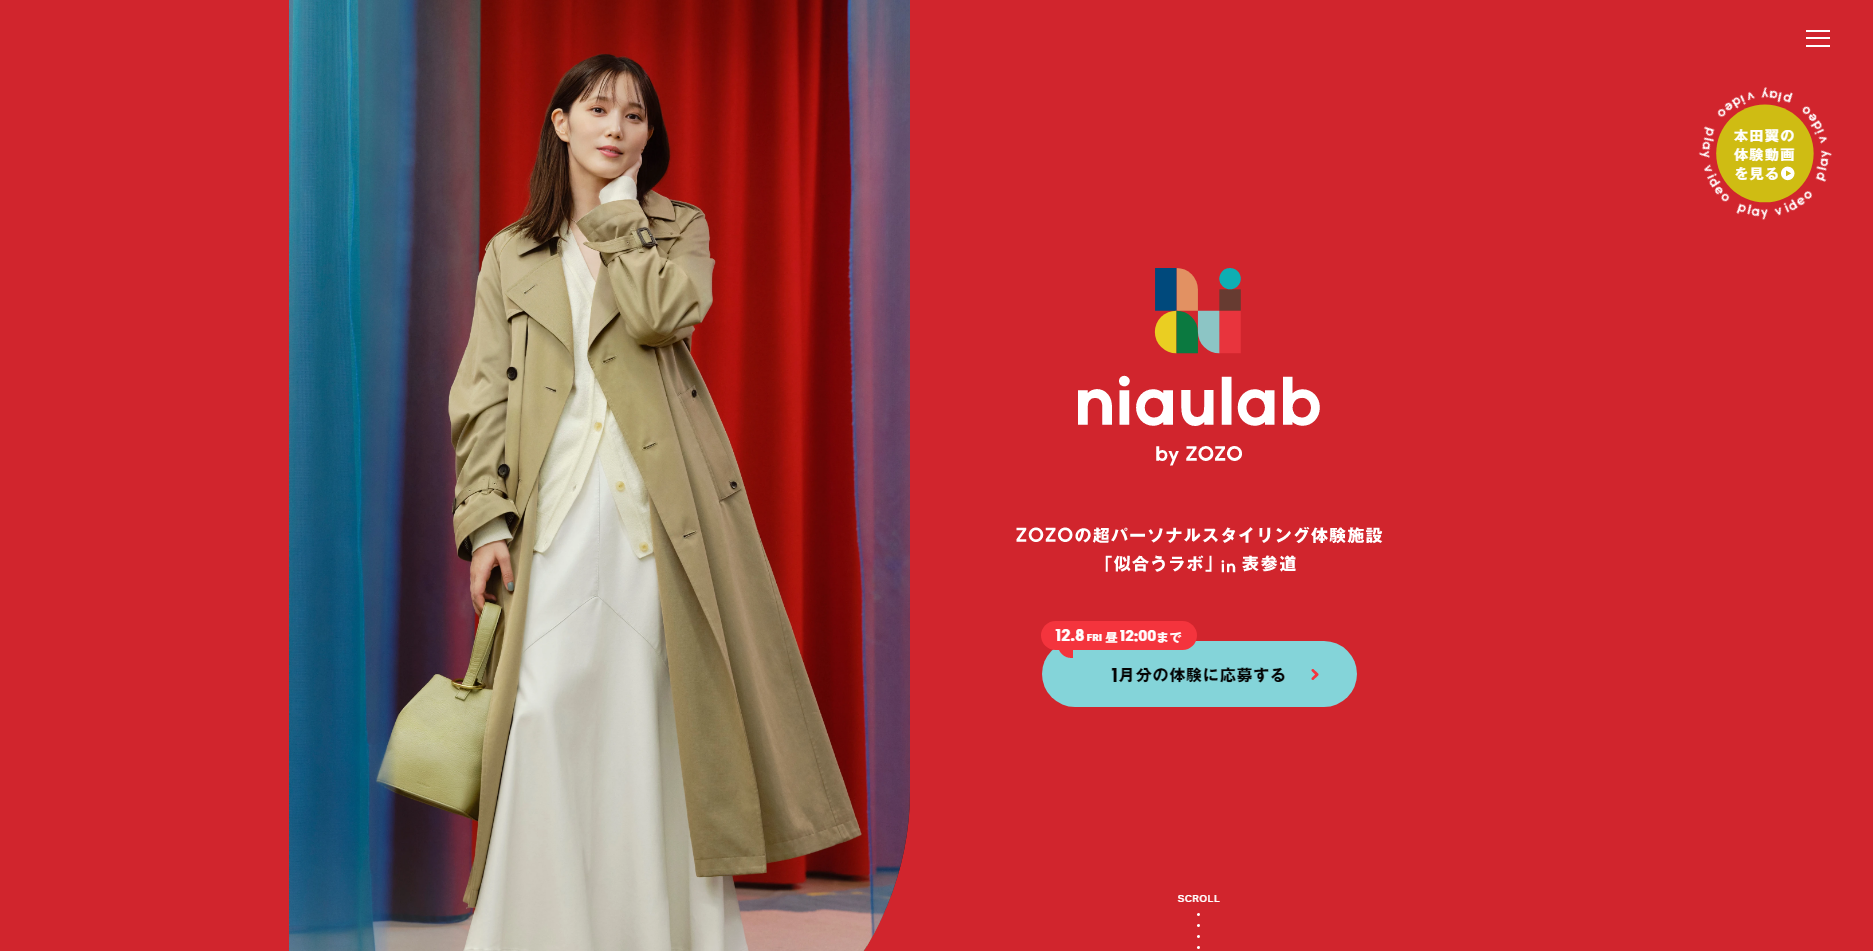 play video play video play video play video
本田翼の
体験動画
を見る
niaulab
by ZOZO
ZOZOの超パーソナルスタイリング体験施設
「似合うラボ」in 表参道
12.8 FRI 昼12:00まで
1月分の体験に応募する
SCROLL